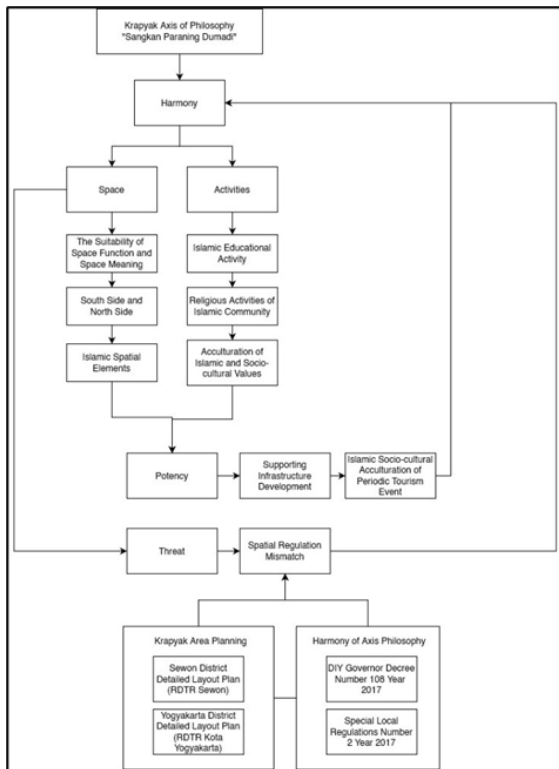 Krapyak Axis of Philosophy
"Sangkan Paraning Dumadi"
Harmony
Space
Activities
The Suitability of
Space Function and
Space Meaning
Islamic Educational
Activity
South Side and
North Side
Religious Activities of
Islamic Community
Islamic Spatial
Elements
Acculturation of
Islamic and Socio-
cultural Values
Potency
Supporting
Infrastructure
Development
Islamic Socio-cultural
Acculturation of
Periodic Tourism
Event
Threat
Spatial Regulation
Mismatch
Krapyak Area Planning
Sewon District
Detailed Layout Plan
(RDTR Sewon)
Yogyakarta District
Detailed Layout Plan
(RDTR Kota
Yogyakarta)
Harmony of Axis Philosophy
DIY Governor Decree
Number 108 Year
2017
Special Local
Regulations Number
2 Year 2017